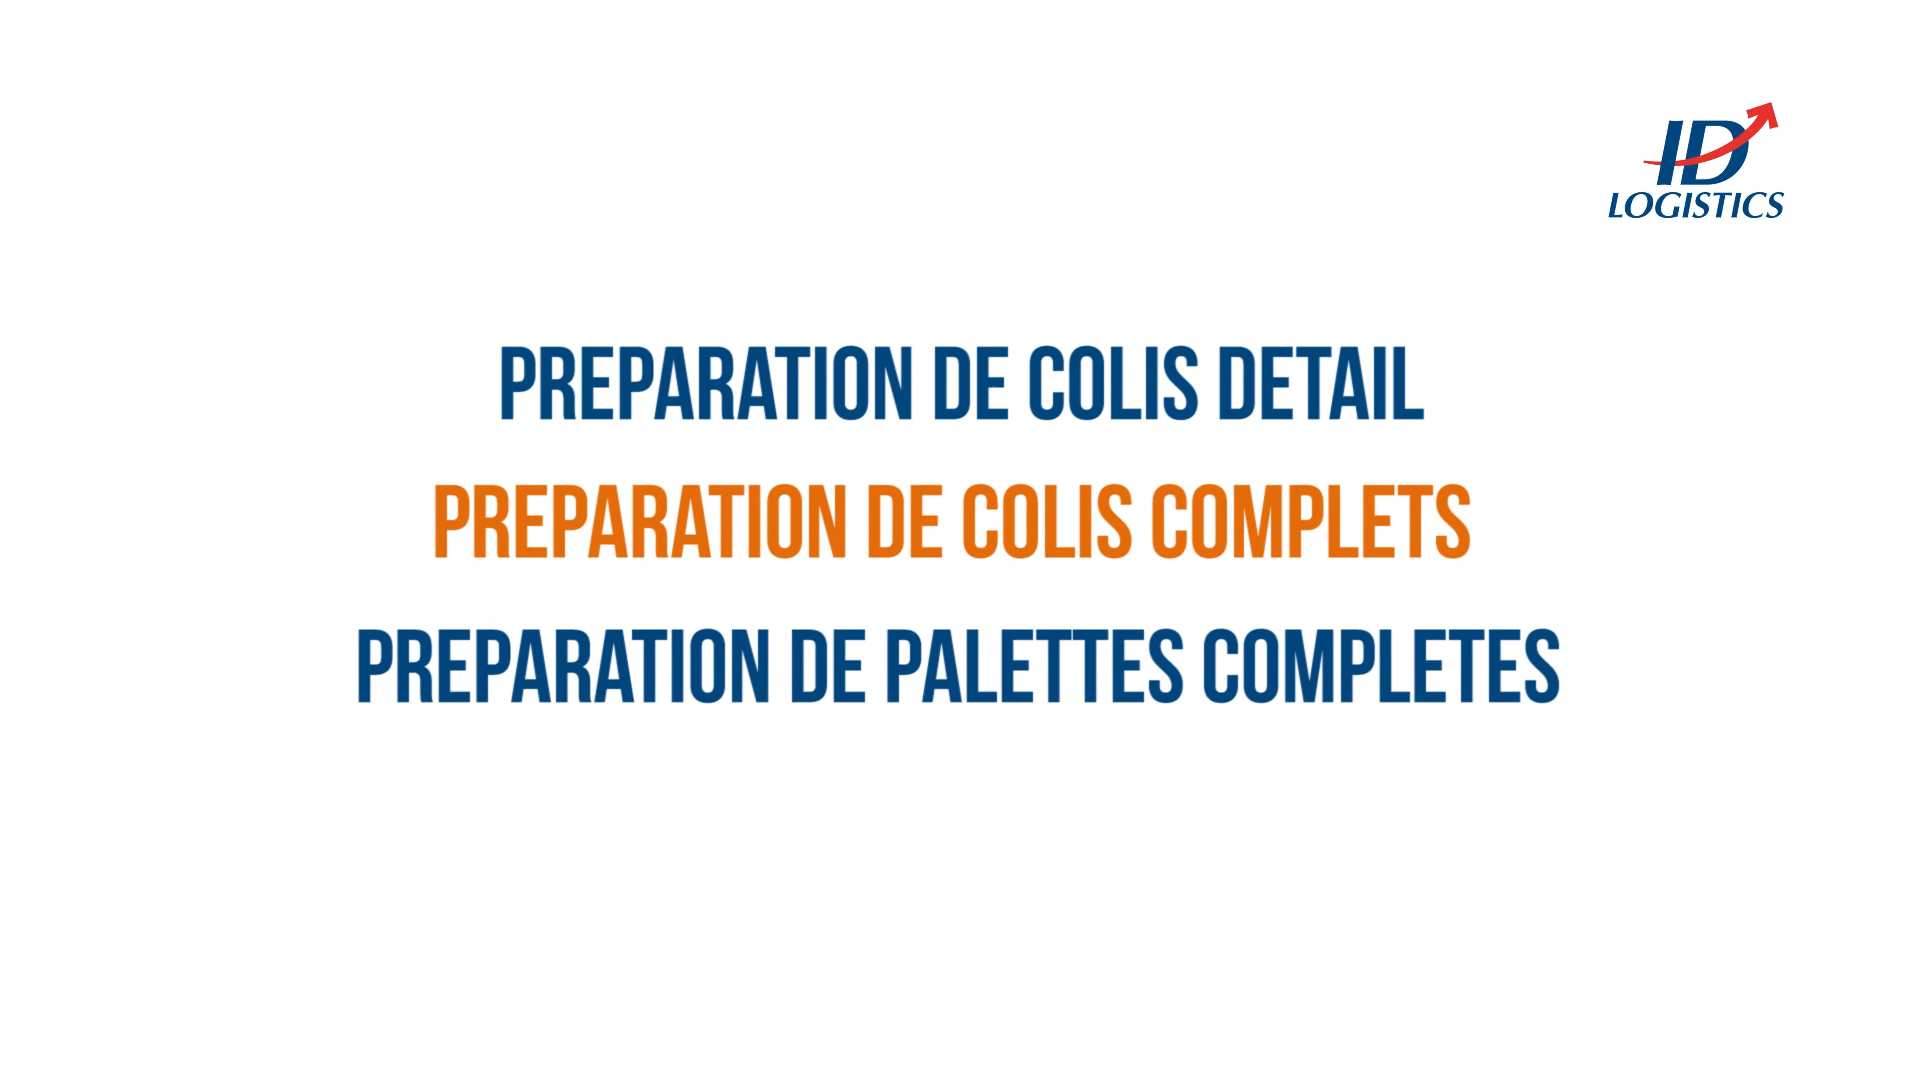 ID
LOGISTICS
PREPARATION DE COLIS DETAIL
PREPARATION DE COLIS COMPLETS
PREPARATION DE PALETTES COMPLETES